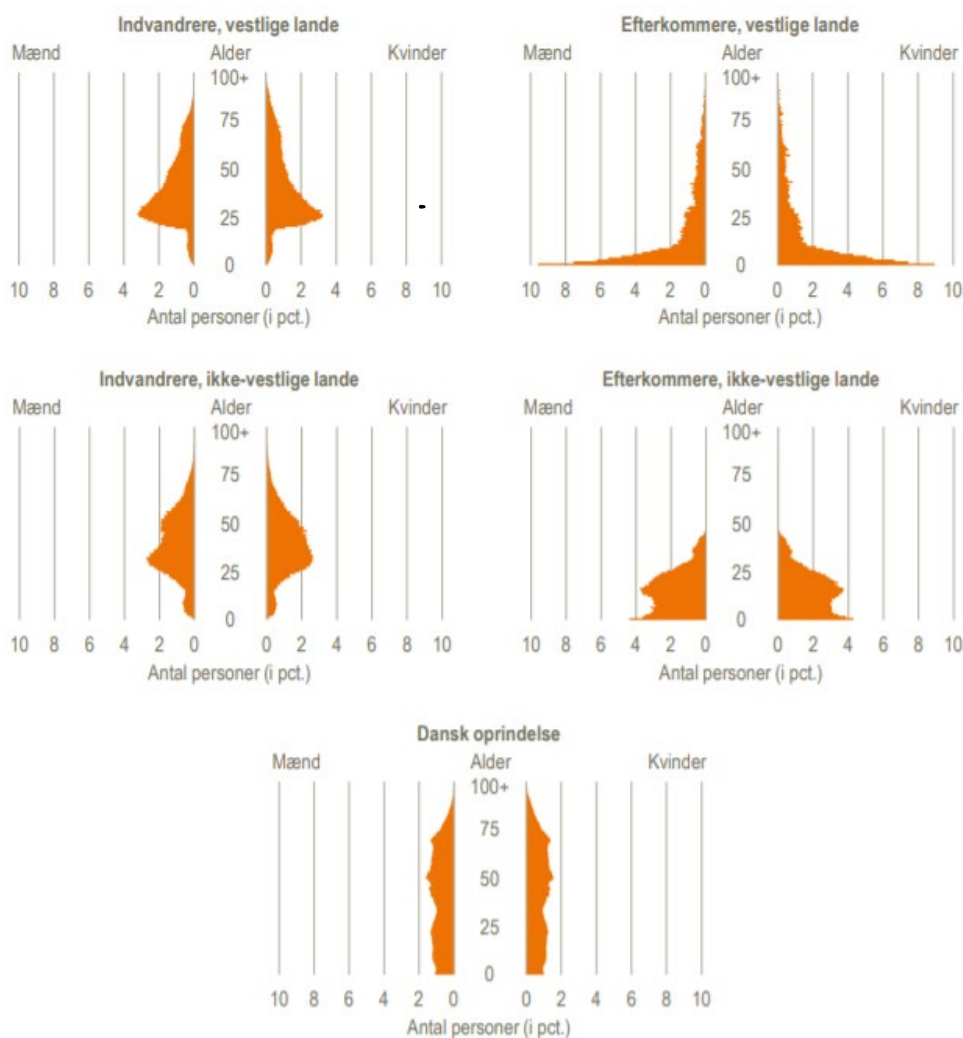 Indvandrere, vestlige lande
Mænd Alder Kvinder
100+
75
50
25
0
10 8 6 4 2 0 0 2 4 6 8 10
Antal personer (i pct.)
Efterkommere, vestlige lande
Mænd Alder Kvinder
100+
75
50
25
0
10 8 6 4 2 0 0 2 4 6 8 10
Antal personer (i pct.)
Indvandrere, ikke-vestlige lande
Mænd Alder Kvinder
100+
75
50
25
0
10 8 6 4 2 0 0 2 4 6 8 10
Antal personer (i pct.)
Efterkommere, ikke-vestlige lande
Mænd Alder Kvinder
100+
75
50
25
0
10 8 6 4 2 0 0 2 4 6 8 10
Antal personer (i pct.)
Dansk oprindelse
Mænd Alder Kvinder
100+
75
50
25
0
10 8 6 4 2 0 0 2 4 6 8 10
Antal personer (i pct.)